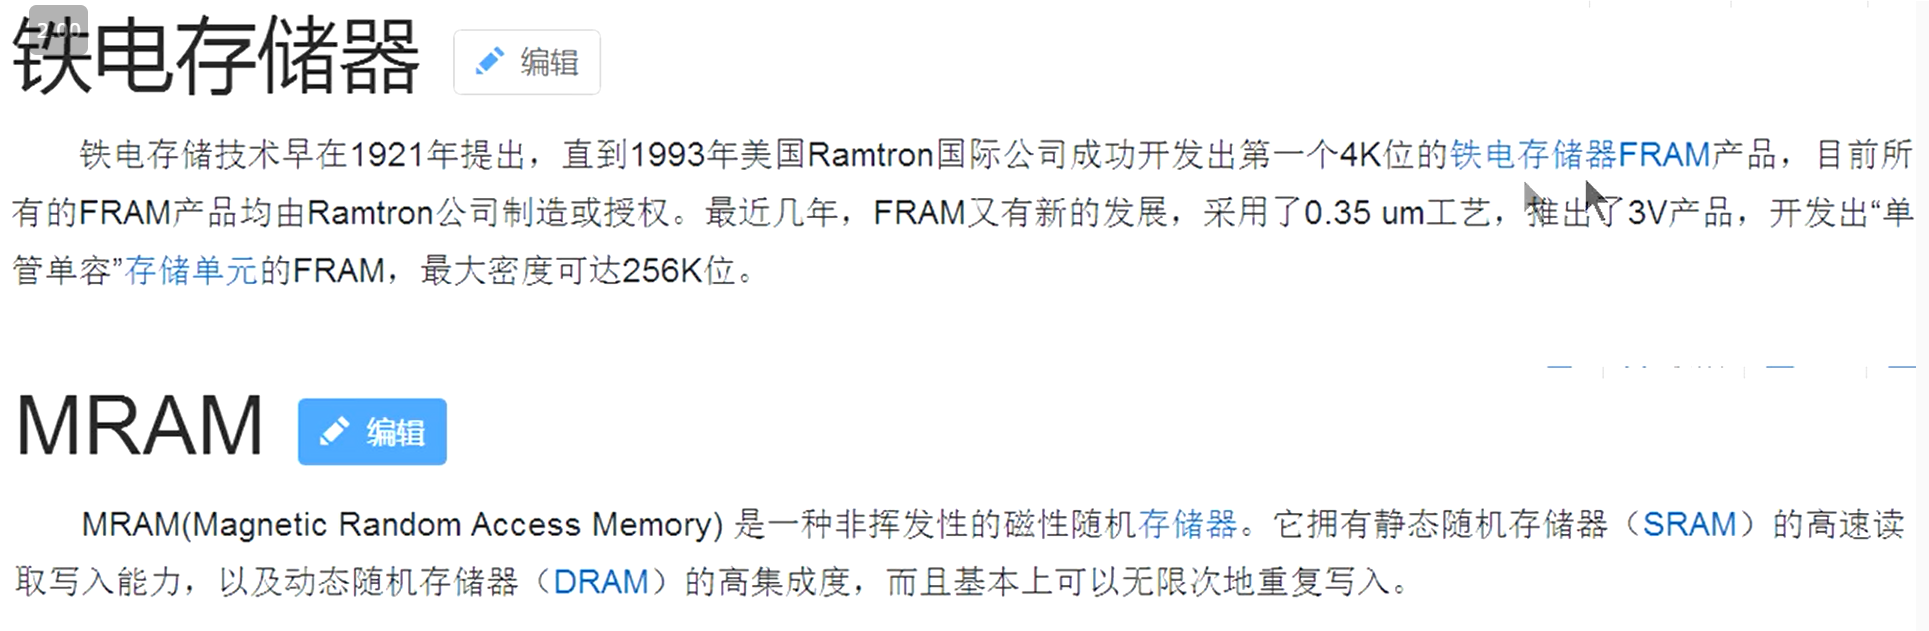 2:00
铁电存储器 编辑
铁电存储技术早在1921年提出，直到1993年美国Ramtron国际公司成功开发出第一个4K位的铁电存储器FRAM产品，目前所
有的FRAM产品均由Ramtron公司制造或授权。最近几年，FRAM又有新的发展，采用了0.35 um工艺，推出了3V产品，开发出“单
管单容”存储单元的FRAM，最大密度可达256K位。
MRAM 编辑
MRAM(Magnetic Random Access Memory) 是一种非挥发性的磁性随机存储器。它拥有静态随机存储器（SRAM）的高速读
取写入能力，以及动态随机存储器（DRAM）的高集成度，而且基本上可以无限次地重复写入。